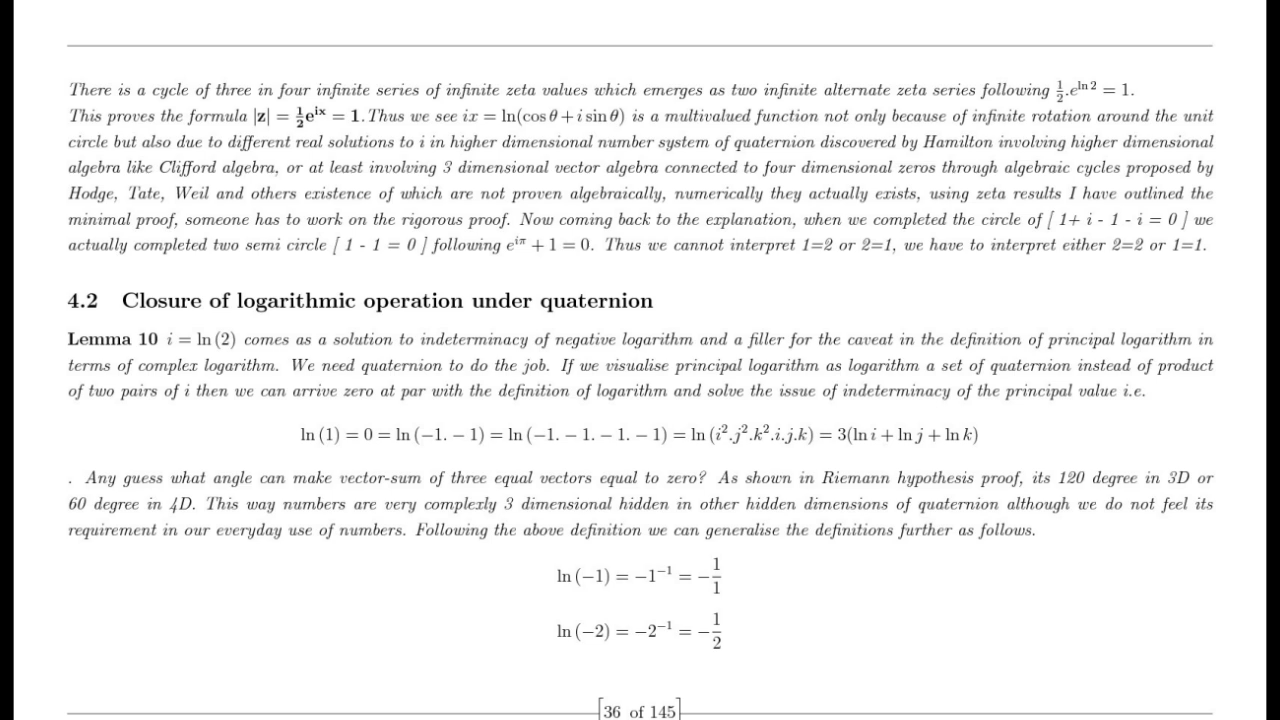 There is a cycle of three in four infinite series of infinite zeta values which emerges as two infinite alternate zeta series following 1/2.e^{ln 2} = 1.
This proves the formula |z| = 1/2e^{ix} = 1. Thus we see ix = ln(cos θ + i sin θ) is a multivalued function not only because of infinite rotation around the unit
circle but also due to different real solutions to i in higher dimensional number system of quaternion discovered by Hamilton involving higher dimensional
algebra like Clifford algebra, or at least involving 3 dimensional vector algebra connected to four dimensional zeros through algebraic cycles proposed by
Hodge, Tate, Weil and others existence of which are not proven algebraically, numerically they actually exists, using zeta results I have outlined the
minimal proof, someone has to work on the rigorous proof. Now coming back to the explanation, when we completed the circle of [ 1+ i - 1 - i = 0 ] we
actually completed two semi circle [ 1 - 1 = 0 ] following e^{iπ} + 1 = 0. Thus we cannot interpret 1=2 or 2=1, we have to interpret either 2=2 or 1=1.
4.2 Closure of logarithmic operation under quaternion
Lemma 10 i = ln (2) comes as a solution to indeterminacy of negative logarithm and a filler for the caveat in the definition of principal logarithm in
terms of complex logarithm. We need quaternion to do the job. If we visualise principal logarithm as logarithm a set of quaternion instead of product
of two pairs of i then we can arrive zero at par with the definition of logarithm and solve the issue of indeterminacy of the principal value i.e.
ln (1) = 0 = ln (−1. − 1) = ln (−1. − 1. − 1. − 1) = ln (i².j².k².i.j.k) = 3(ln i + ln j + ln k)
. Any guess what angle can make vector-sum of three equal vectors equal to zero? As shown in Riemann hypothesis proof, its 120 degree in 3D or
60 degree in 4D. This way numbers are very complexly 3 dimensional hidden in other hidden dimensions of quaternion although we do not feel its
requirement in our everyday use of numbers. Following the above definition we can generalise the definitions further as follows.
ln (−1) = −1^{−1} = −1/1
ln (−2) = −2^{−1} = −1/2
[36 of 145]